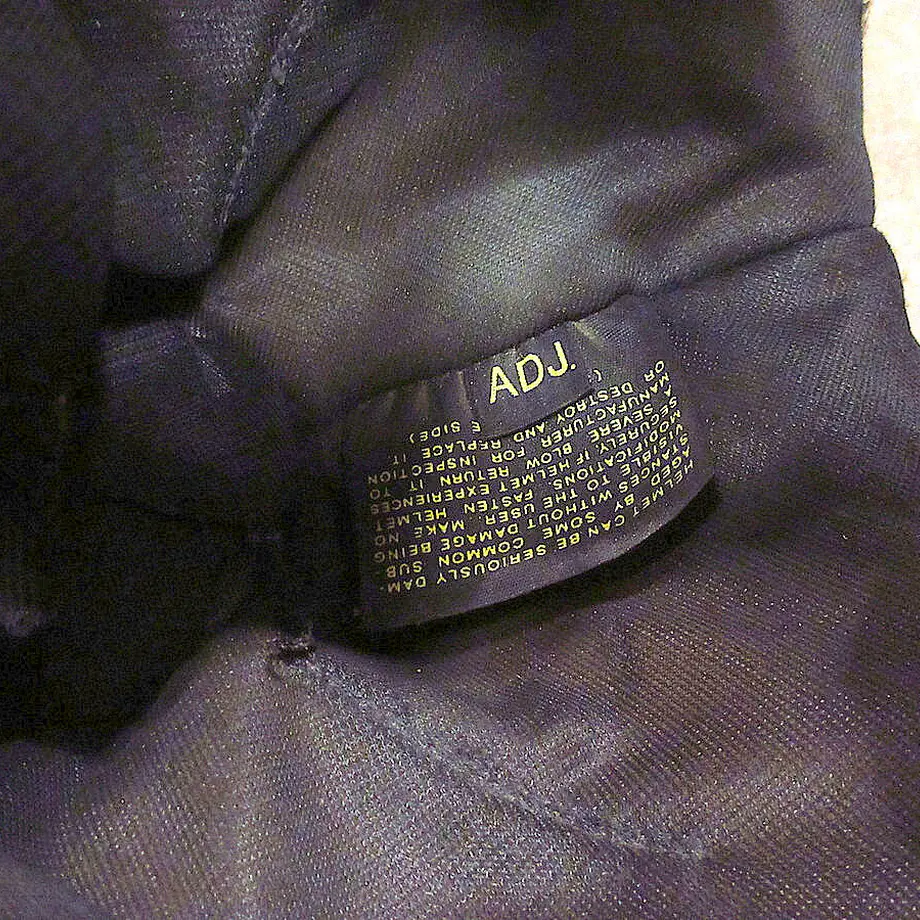 ADJ.
HELMET CAN BE SERIOUSLY DAM-
AGED BY SOME COMMON SUB
STANCES WITHOUT DAMAGE BEING
VISIBLE TO THE USER. MAKE NO
MODIFICATIONS. FASTEN HELMET
SECURELY. IF HELMET EXPERIENCES
A SEVERE BLOW RETURN IT TO
MANUFACTURER FOR INSPECTION
OR DESTROY AND REPLACE IT
SIDE)